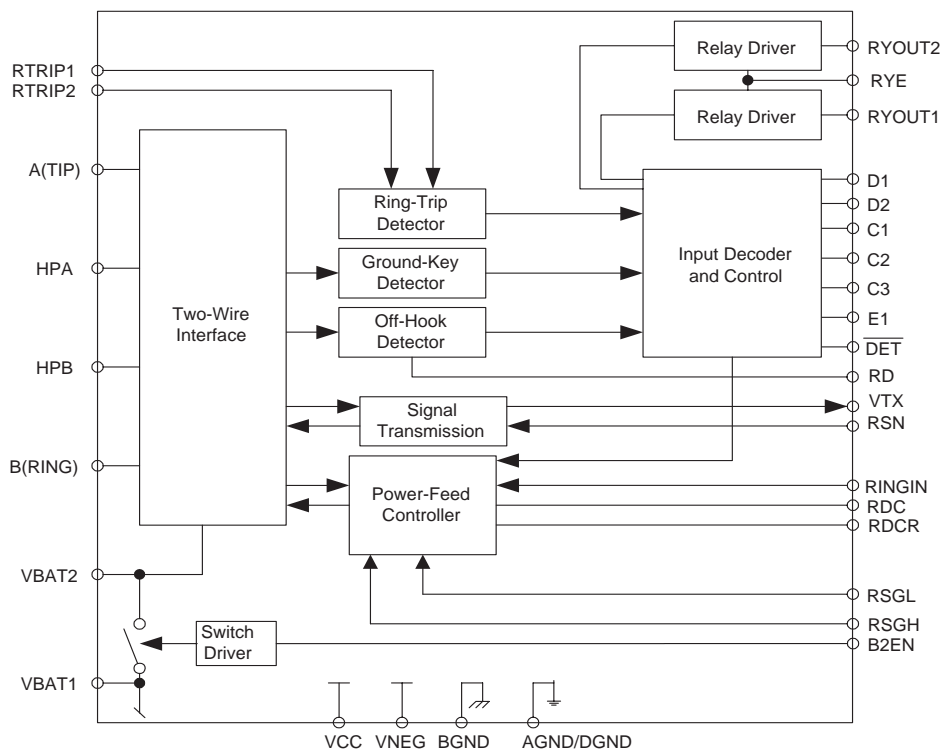 Relay Driver
RYOUT2
RTRIP1
RYE
RTRIP2
Relay Driver
RYOUT1
A(TIP)
D1
Ring-Trip
Detector
D2
C1
Input Decoder
and Control
HPA
Ground-Key
Detector
C2
C3
Two-Wire
Interface
Off-Hook
Detector
E1
DET
HPB
RD
Signal
Transmission
VTX
RSN
B(RING)
Power-Feed
Controller
RINGIN
RDC
RDCR
VBAT2
RSGL
RSGH
Switch
Driver
B2EN
VBAT1
VCC
VNEG
BGND
AGND/DGND